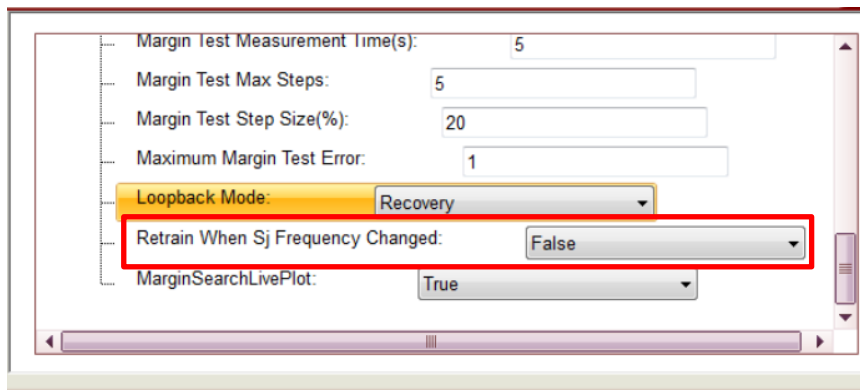 Margin Test Measurement Time(s): 5
Margin Test Max Steps: 5
Margin Test Step Size(%): 20
Maximum Margin Test Error: 1
Loopback Mode: Recovery
Retrain When Sj Frequency Changed: False
MarginSearchLivePlot: True